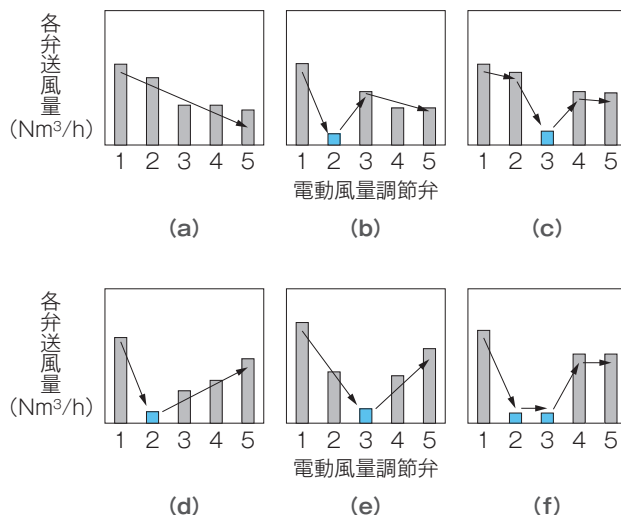 各弁送風量
(Nm³/h)
1 2 3 4 5
1 2 3 4 5
1 2 3 4 5
電動風量調節弁
(a)
(b)
(c)
各弁送風量
(Nm³/h)
1 2 3 4 5
1 2 3 4 5
1 2 3 4 5
電動風量調節弁
(d)
(e)
(f)